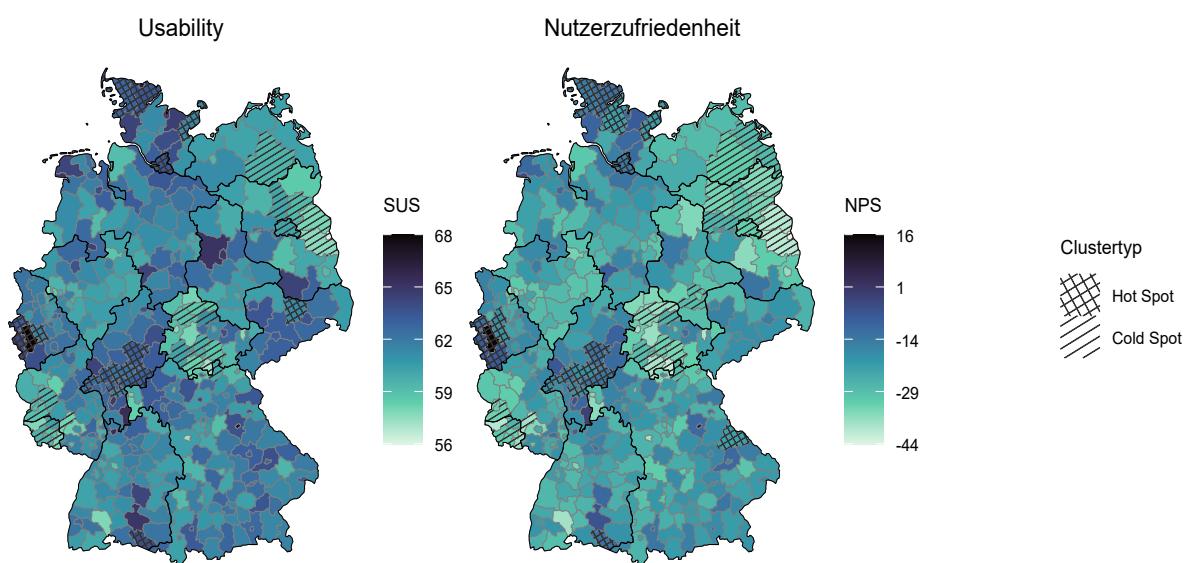 Usability
Nutzerzufriedenheit
SUS
68
65
62
59
56
NPS
16
1
-14
-29
-44
Clustertyp
Hot Spot
Cold Spot